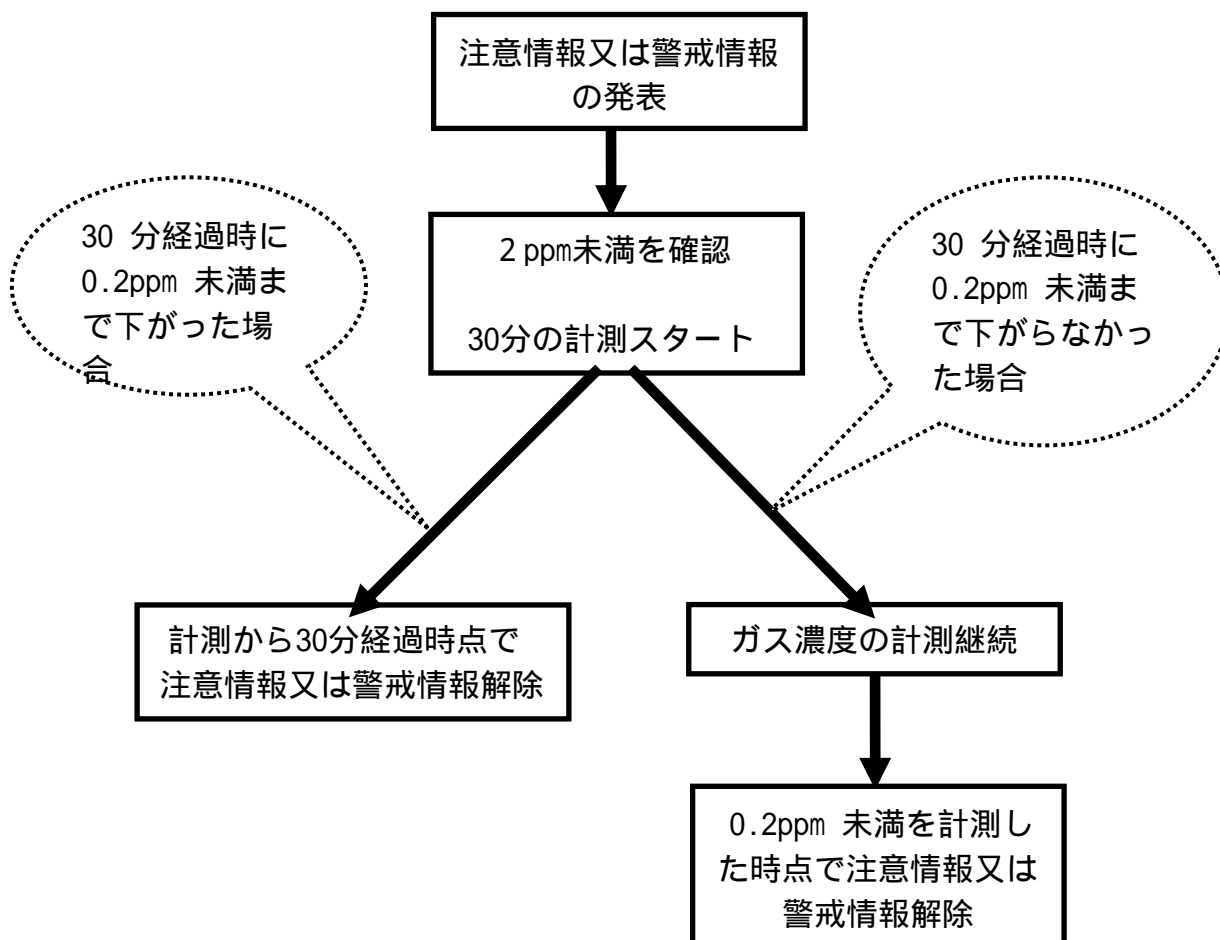 注意情報又は警戒情報
の発表
30 分経過時に
0.2ppm 未満ま
で下がった場
合
2 ppm未満を確認
30分の計測スタート
30 分経過時に
0.2ppm 未満ま
で下がらなかっ
た場合
計測から30分経過時点で
注意情報又は警戒情報解除
ガス濃度の計測継続
0.2ppm 未満を計測し
た時点で注意情報又は
警戒情報解除